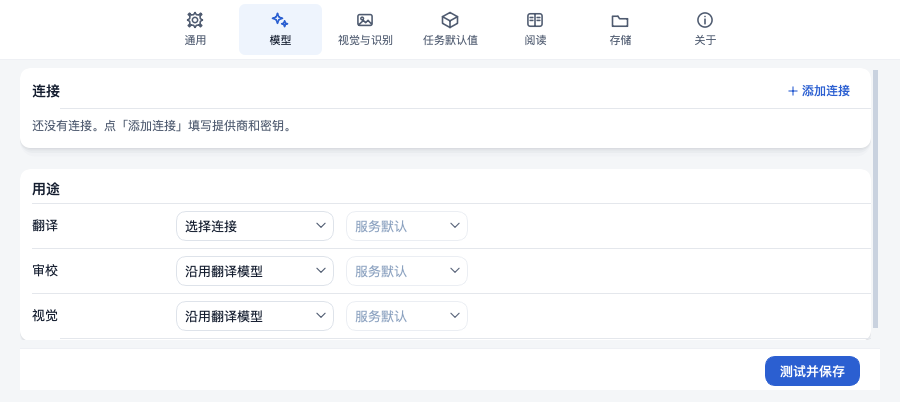 通用
模型
视觉与识别
任务默认值
阅读
存储
关于
连接
添加连接
还没有连接。点「添加连接」填写提供商和密钥。
用途
翻译 选择连接 服务默认
审校 沿用翻译模型 服务默认
视觉 沿用翻译模型 服务默认
测试并保存